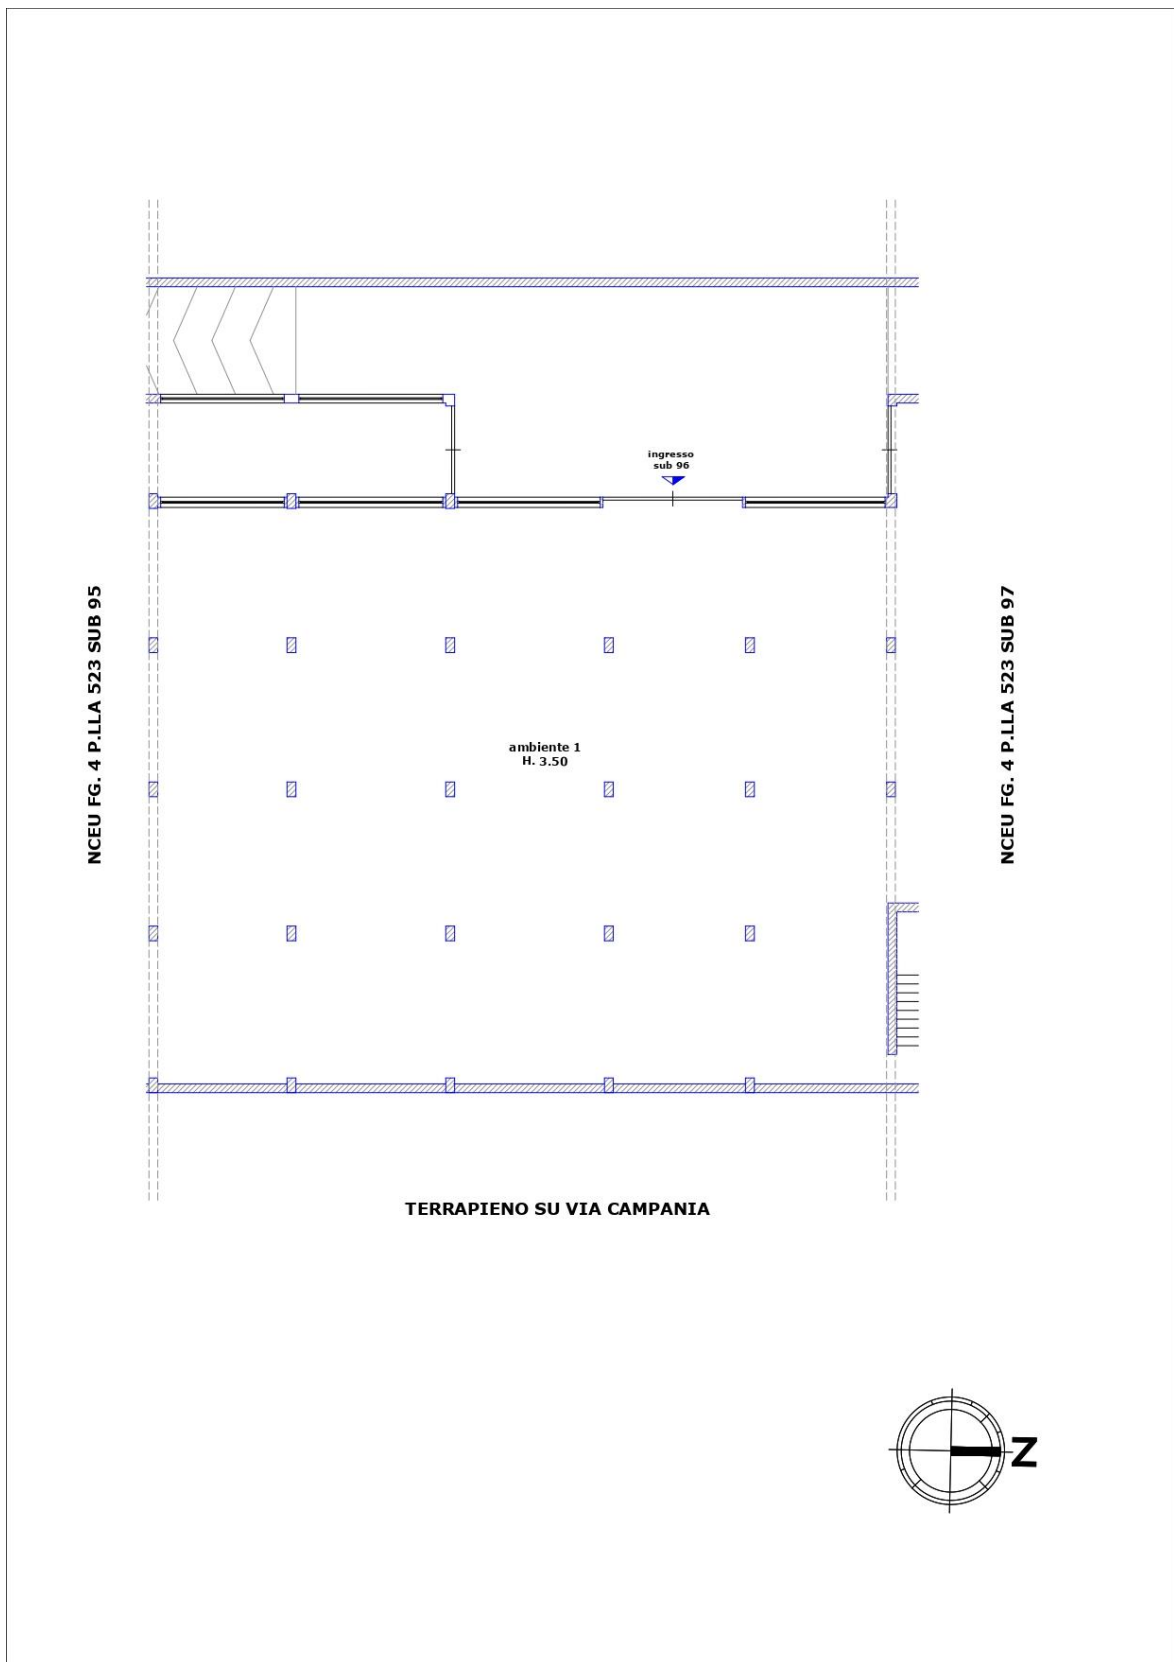 ingresso
sub 96
NCEU FG. 4 P.LLA 523 SUB 95
NCEU FG. 4 P.LLA 523 SUB 97
ambiente 1
H. 3.50
TERRAPIENO SU VIA CAMPANIA
N